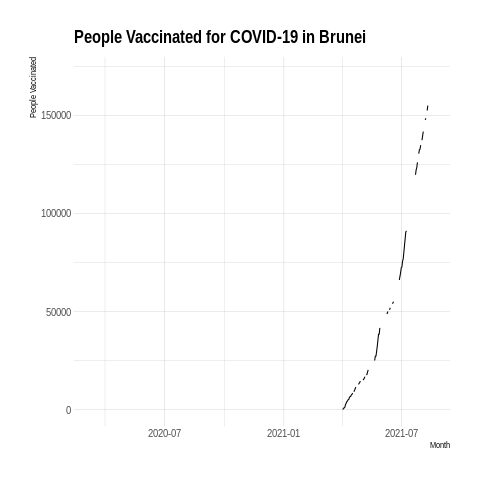 People Vaccinated for COVID-19 in Brunei
People Vaccinated
150000
100000
50000
0
2020-07
2021-01
2021-07
Month